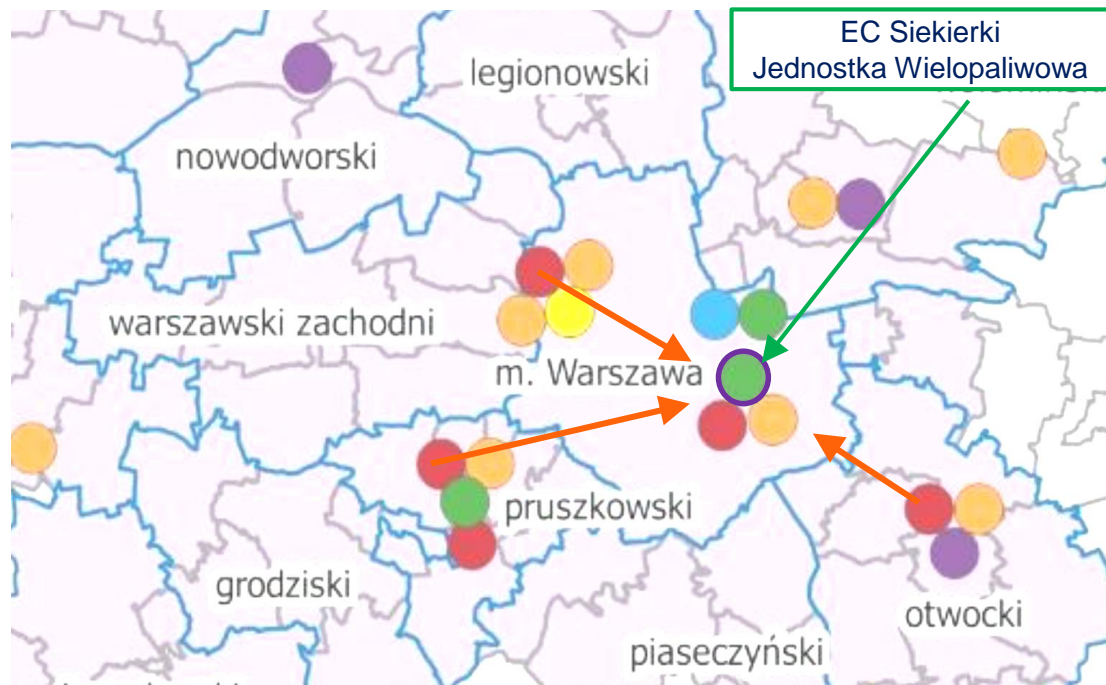 EC Siekierki
Jednostka Wielopaliwowa
legionowski
nowodworski
warszawski zachodni
m. Warszawa
pruszkowski
grodziski
otwocki
piaseczyński